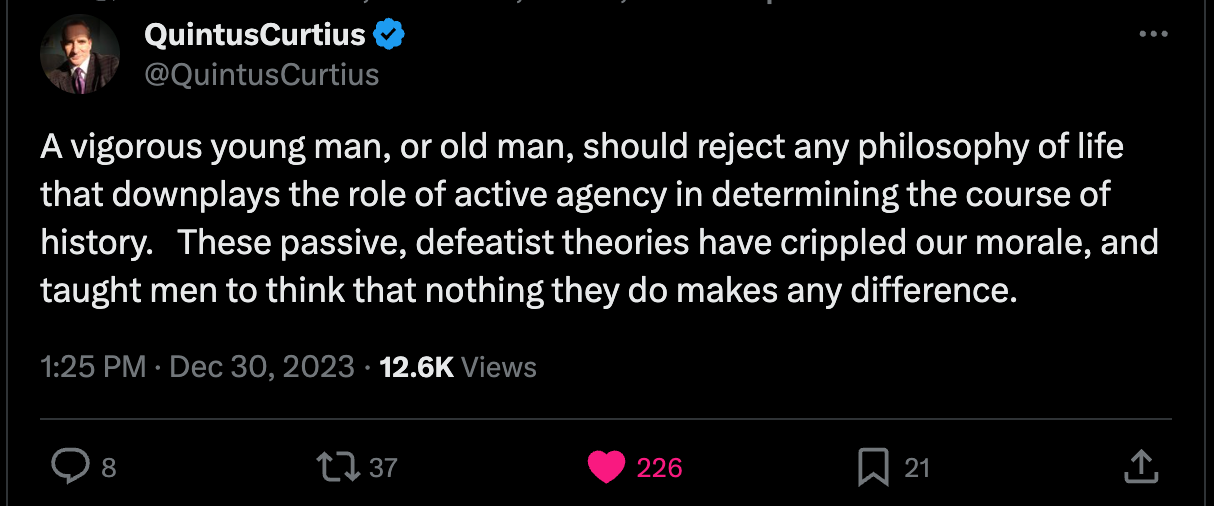 QuintusCurtius
@QuintusCurtius
A vigorous young man, or old man, should reject any philosophy of life
that downplays the role of active agency in determining the course of
history.   These passive, defeatist theories have crippled our morale, and
taught men to think that nothing they do makes any difference.
1:25 PM · Dec 30, 2023 · 12.6K Views
8 37 226 21